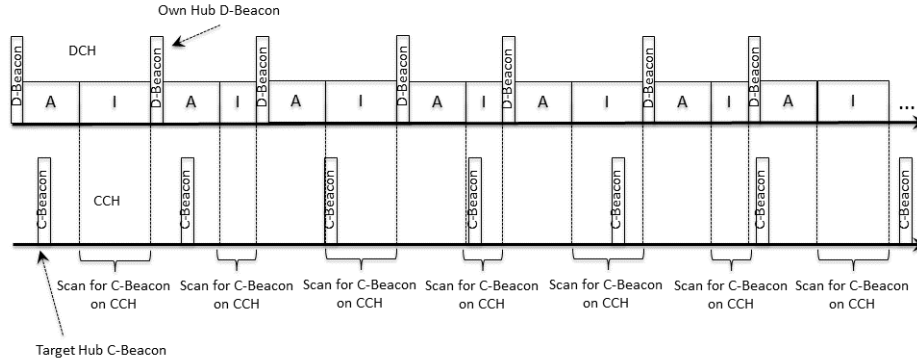 Own Hub D-Beacon
DCH
D-Beacon
A
I
D-Beacon
A
I
D-Beacon
A
I
D-Beacon
A
I
D-Beacon
A
I
D-Beacon
A
I
D-Beacon
A
I
...
CCH
C-Beacon
C-Beacon
C-Beacon
C-Beacon
C-Beacon
C-Beacon
C-Beacon
Scan for C-Beacon
on CCH
Scan for C-Beacon
on CCH
Scan for C-Beacon
on CCH
Scan for C-Beacon
on CCH
Scan for C-Beacon
on CCH
Scan for C-Beacon
on CCH
Scan for C-Beacon
on CCH
Target Hub C-Beacon